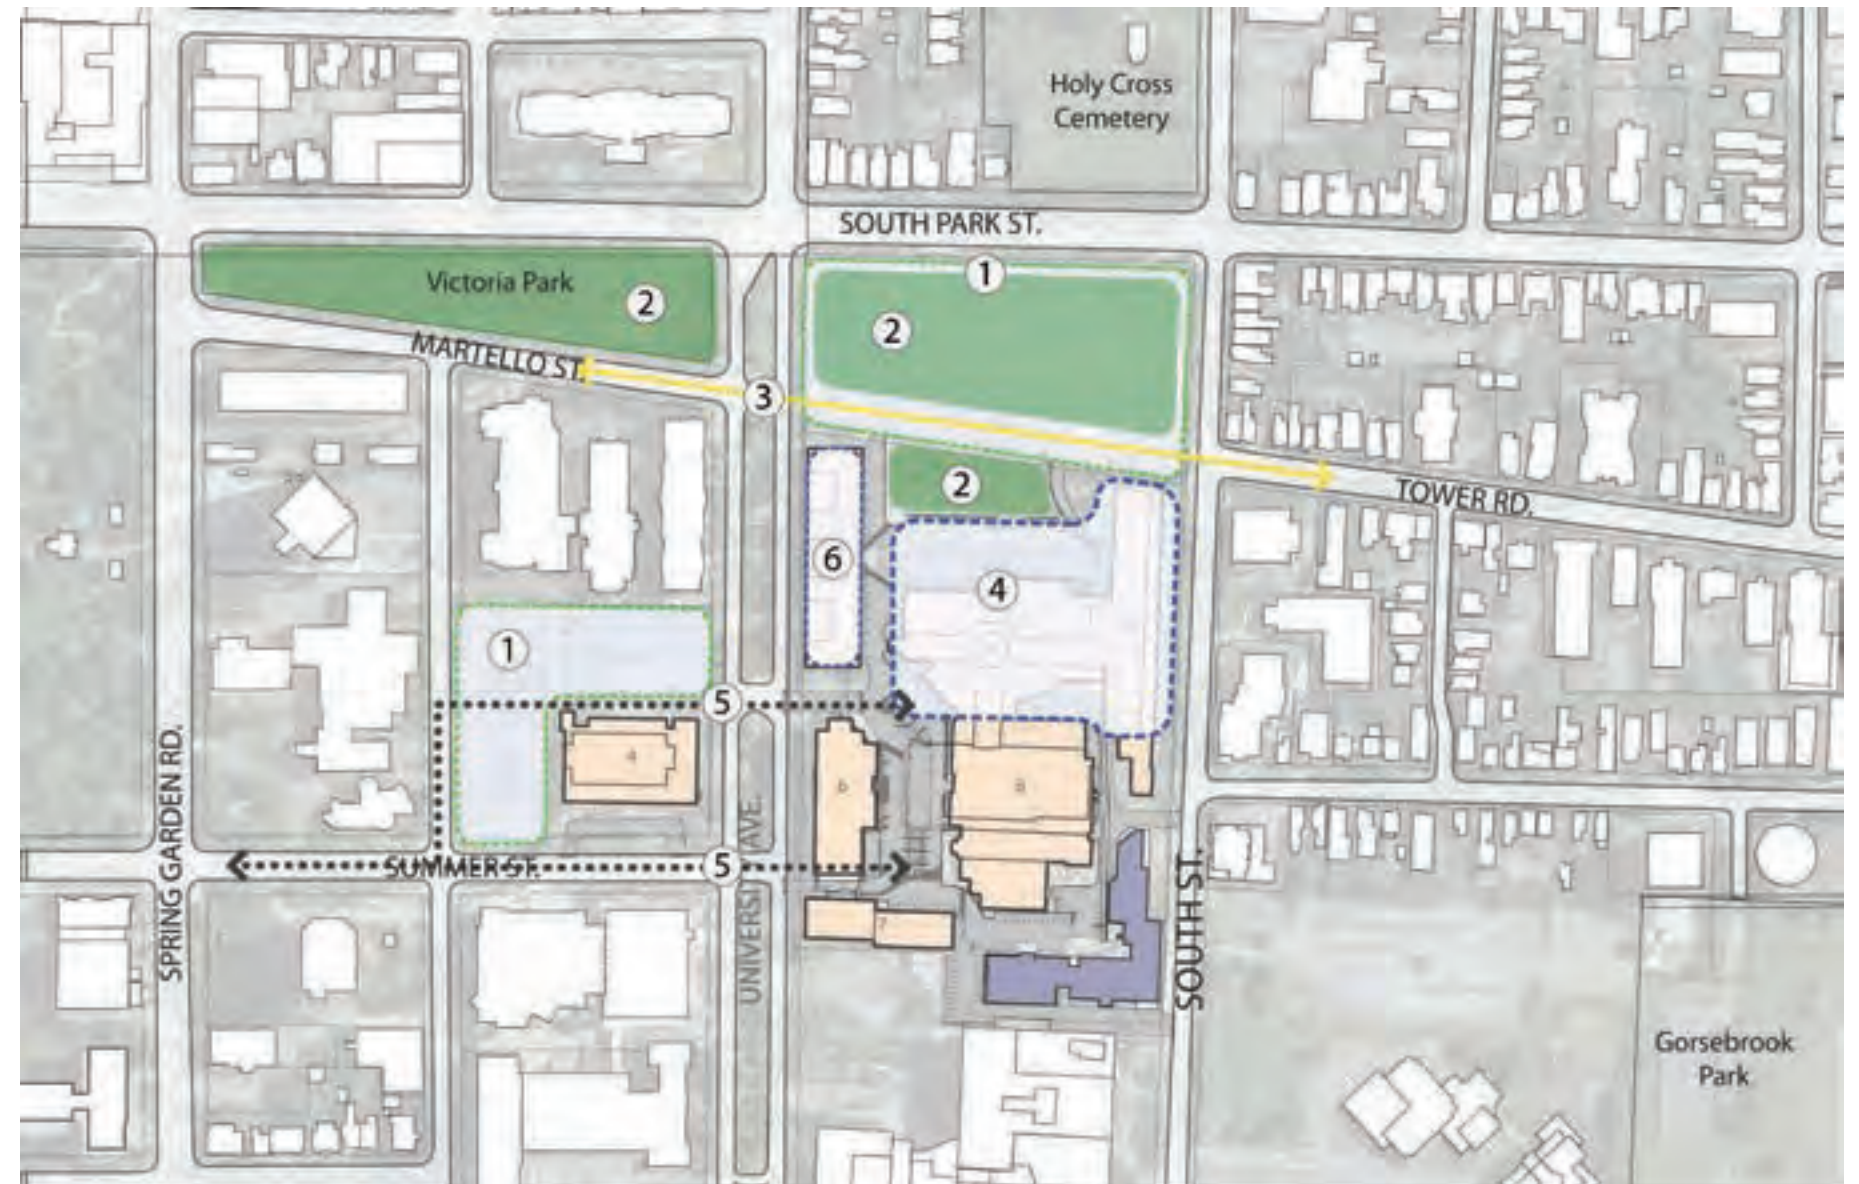 Holy Cross
Cemetery
SOUTH PARK ST.
Victoria Park
1
2
2
MARTELLO ST.
3
2
TOWER RD.
6
4
1
5
4
6
8
SPRING GARDEN RD.
UNIVERSITY AVE.
SUMMER ST.
5
SOUTH ST.
7
Gorsebrook
Park